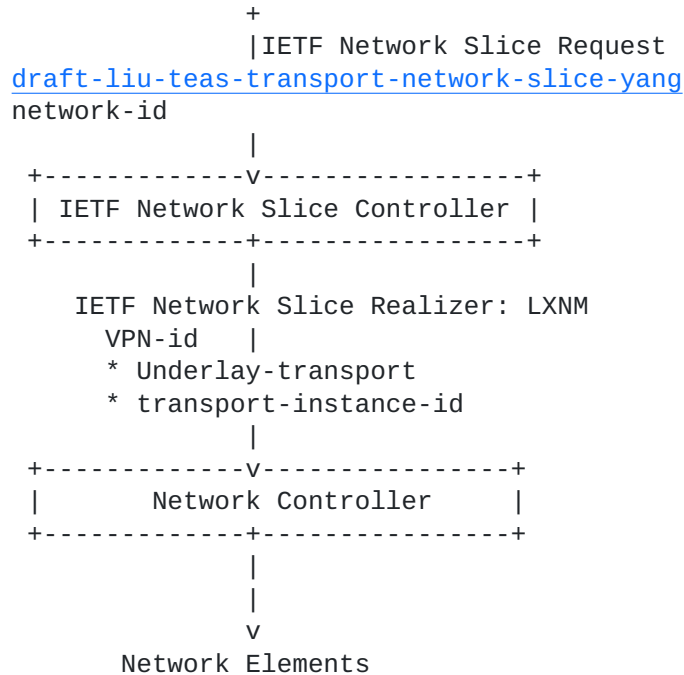 +
|IETF Network Slice Request
draft-liu-teas-transport-network-slice-yang
network-id
|
+-------------v-----------------+
| IETF Network Slice Controller |
+-------------+-----------------+
|
IETF Network Slice Realizer: LXNM
VPN-id |
* Underlay-transport
* transport-instance-id
|
+-------------v----------------+
| Network Controller |
+-------------+----------------+
|
|
v
Network Elements